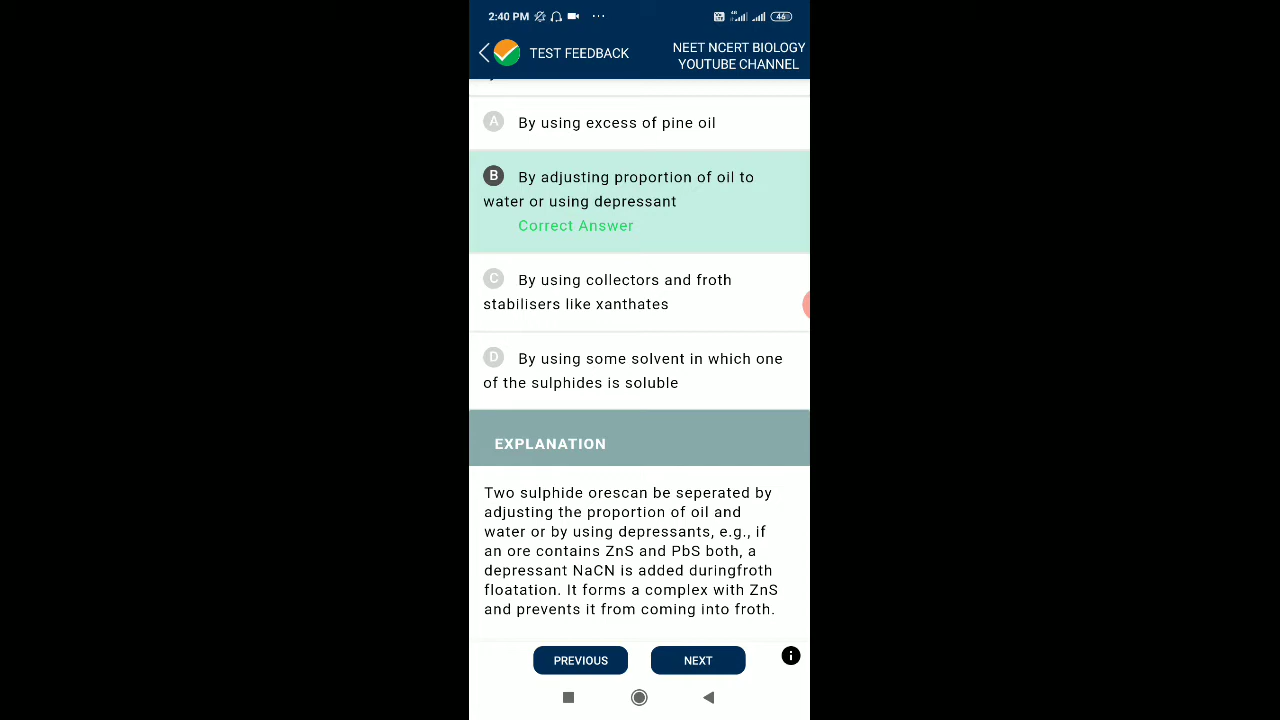 2:40 PM
46
TEST FEEDBACK
NEET NCERT BIOLOGY
YOUTUBE CHANNEL
A By using excess of pine oil
B By adjusting proportion of oil to
water or using depressant
Correct Answer
C By using collectors and froth
stabilisers like xanthates
D By using some solvent in which one
of the sulphides is soluble
EXPLANATION
Two sulphide orescan be seperated by
adjusting the proportion of oil and
water or by using depressants, e.g., if
an ore contains ZnS and PbS both, a
depressant NaCN is added duringfroth
floatation. It forms a complex with ZnS
and prevents it from coming into froth.
PREVIOUS
NEXT